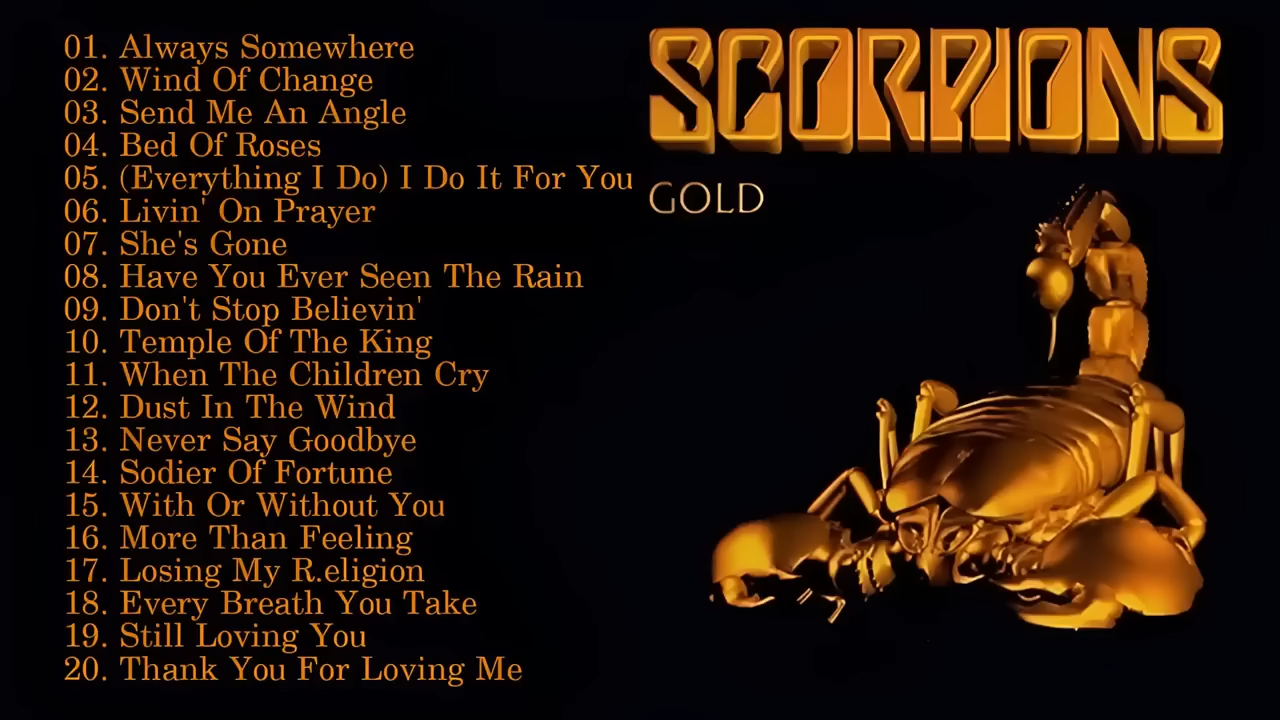 01. Always Somewhere
02. Wind Of Change
03. Send Me An Angle
04. Bed Of Roses
05. (Everything I Do) I Do It For You
06. Livin' On Prayer
07. She's Gone
08. Have You Ever Seen The Rain
09. Don't Stop Believin'
10. Temple Of The King
11. When The Children Cry
12. Dust In The Wind
13. Never Say Goodbye
14. Sodier Of Fortune
15. With Or Without You
16. More Than Feeling
17. Losing My R.eligion
18. Every Breath You Take
19. Still Loving You
20. Thank You For Loving Me
SCORPIONS
GOLD